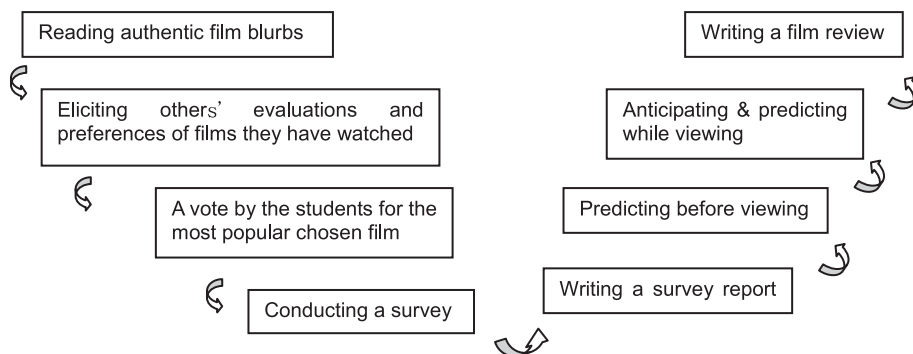 Reading authentic film blurbs
Eliciting others' evaluations and
preferences of films they have watched
A vote by the students for the
most popular chosen film
Conducting a survey
Writing a survey report
Predicting before viewing
Anticipating & predicting
while viewing
Writing a film review